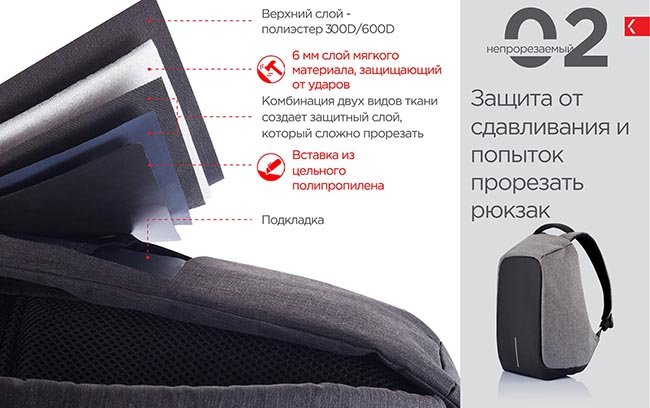 Верхний слой -
полиэстер 300D/600D
6 мм слой мягкого
материала, защищающий
от ударов
Комбинация двух видов ткани
создает защитный слой,
который сложно прорезать
Вставка из
цельного
полипропилена
Подкладка
02
непрорезаемый
Защита от
сдавливания и
попыток
прорезать
рюкзак